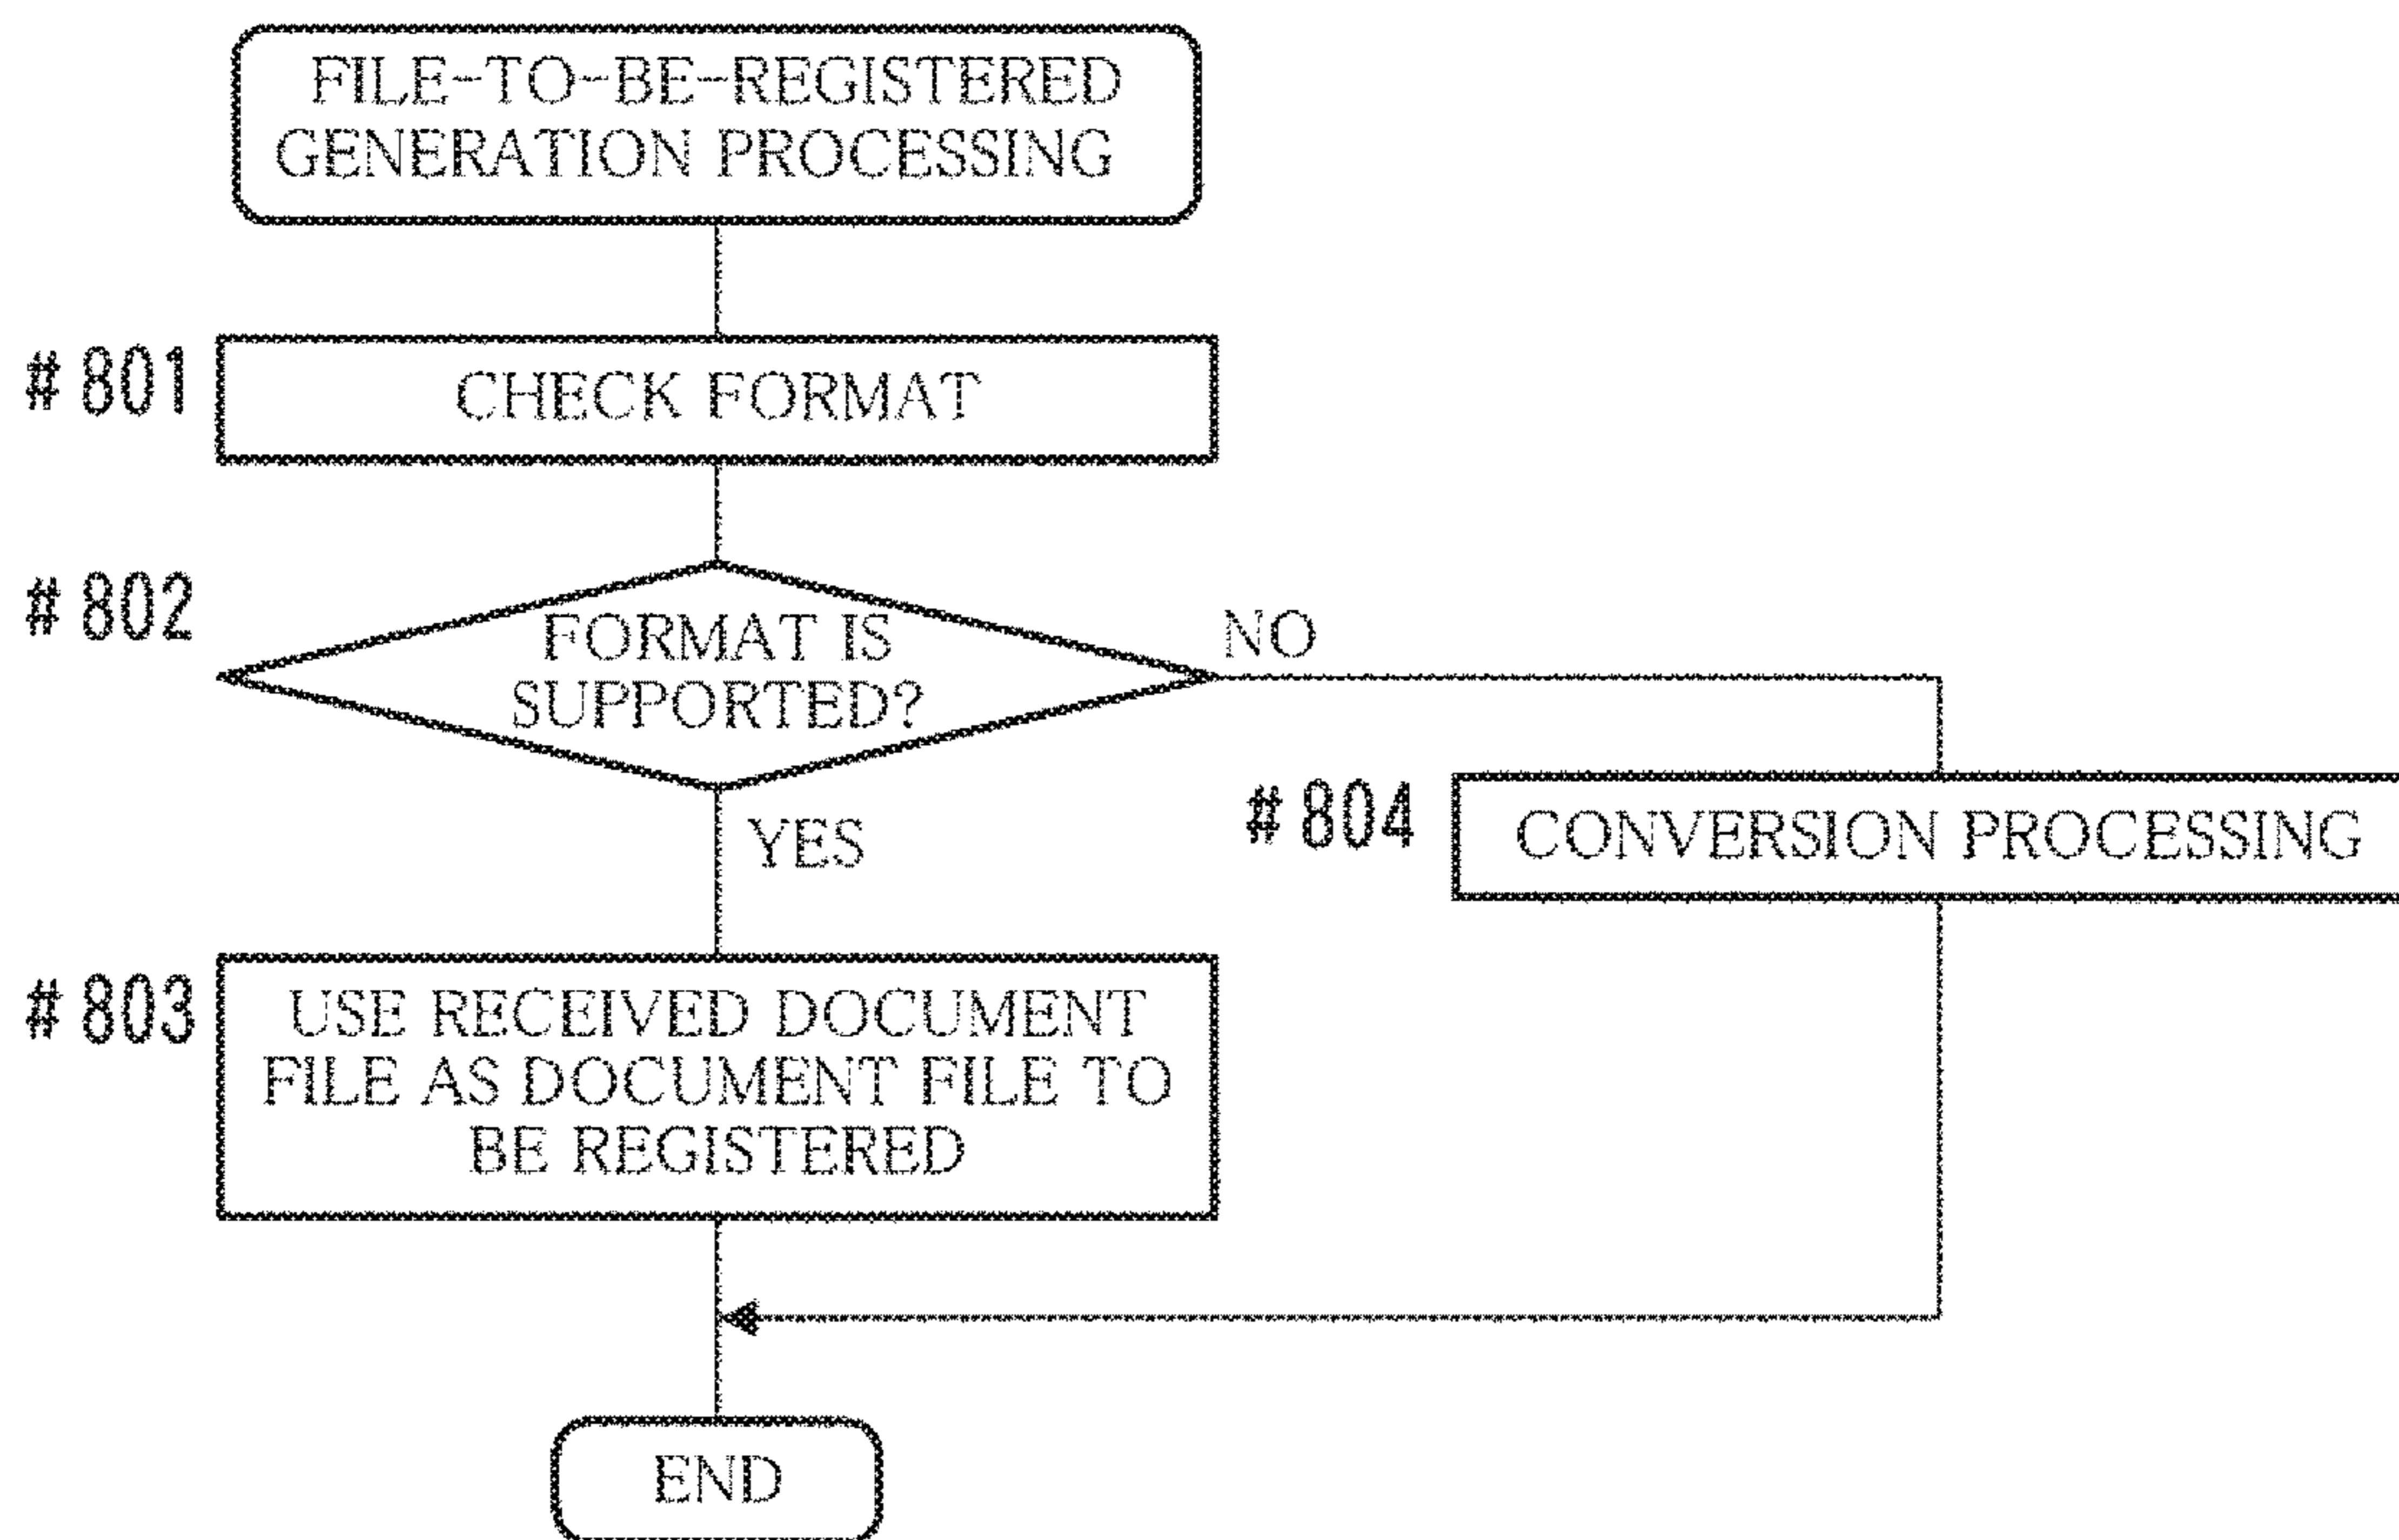 FILE-TO-BE-REGISTERED
GENERATION PROCESSING
#801
CHECK FORMAT
#802
FORMAT IS
SUPPORTED?
NO
YES
#804
CONVERSION PROCESSING
#803
USE RECEIVED DOCUMENT
FILE AS DOCUMENT FILE TO
BE REGISTERED
END